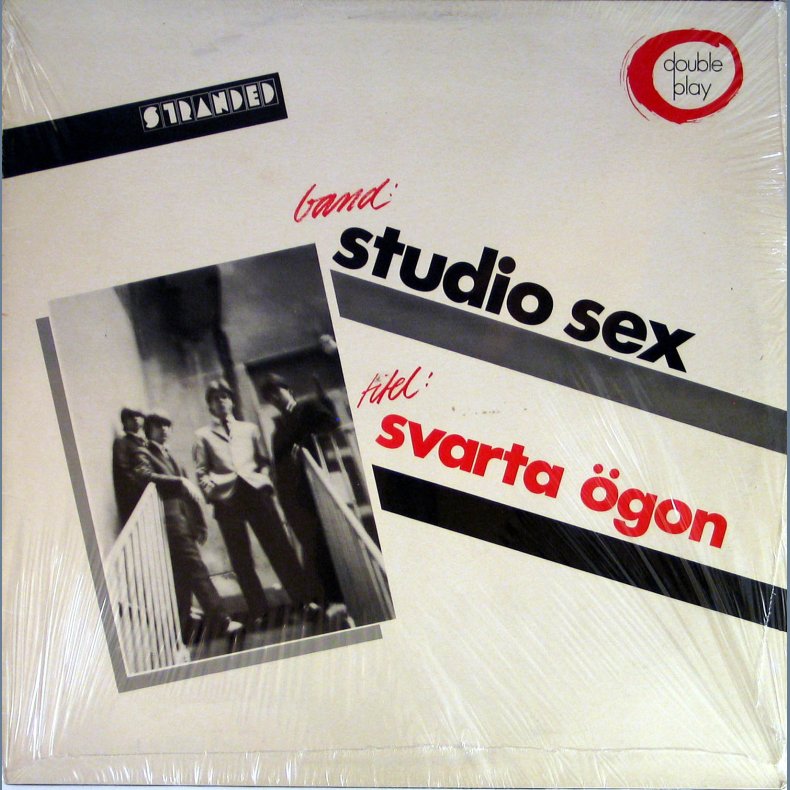 STRANDED
double
play
band:
studio sex
titel:
svarta ögon